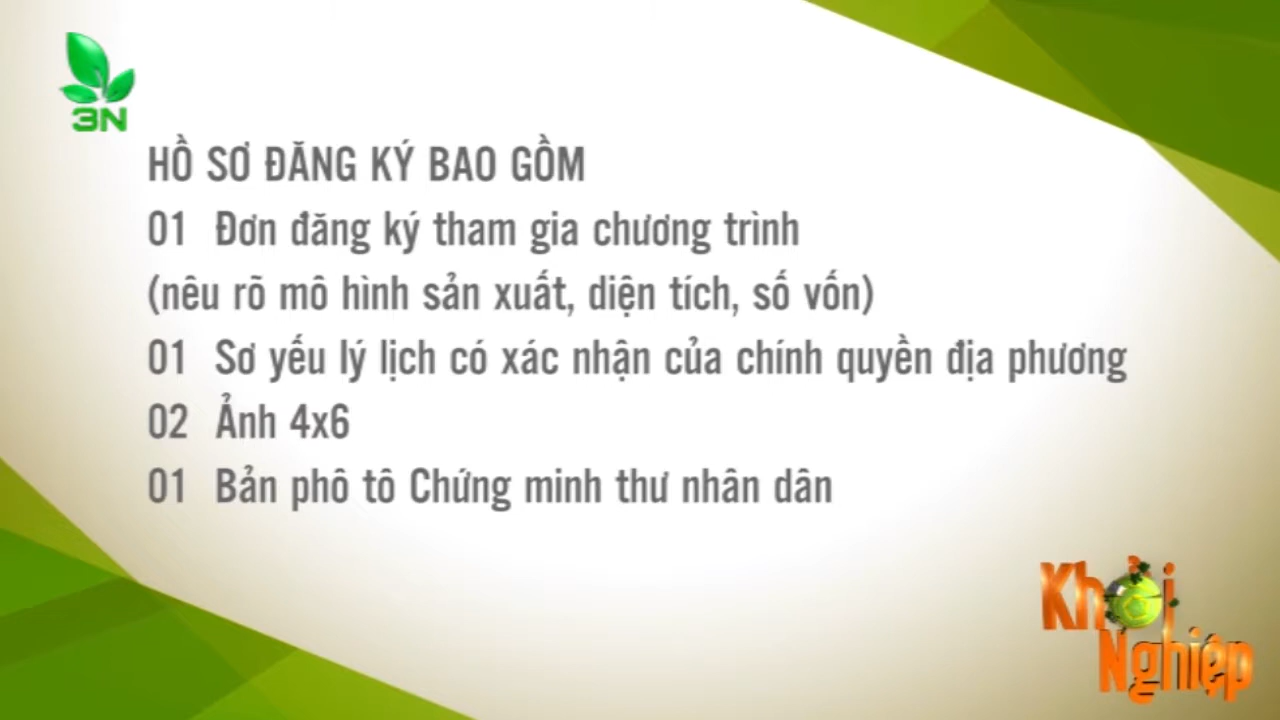 3N
HỒ SƠ ĐĂNG KÝ BAO GỒM
01 Đơn đăng ký tham gia chương trình
(nêu rõ mô hình sản xuất, diện tích, số vốn)
01 Sơ yếu lý lịch có xác nhận của chính quyền địa phương
02 Ảnh 4x6
01 Bản phô tô Chứng minh thư nhân dân
Khởi
Nghiệp